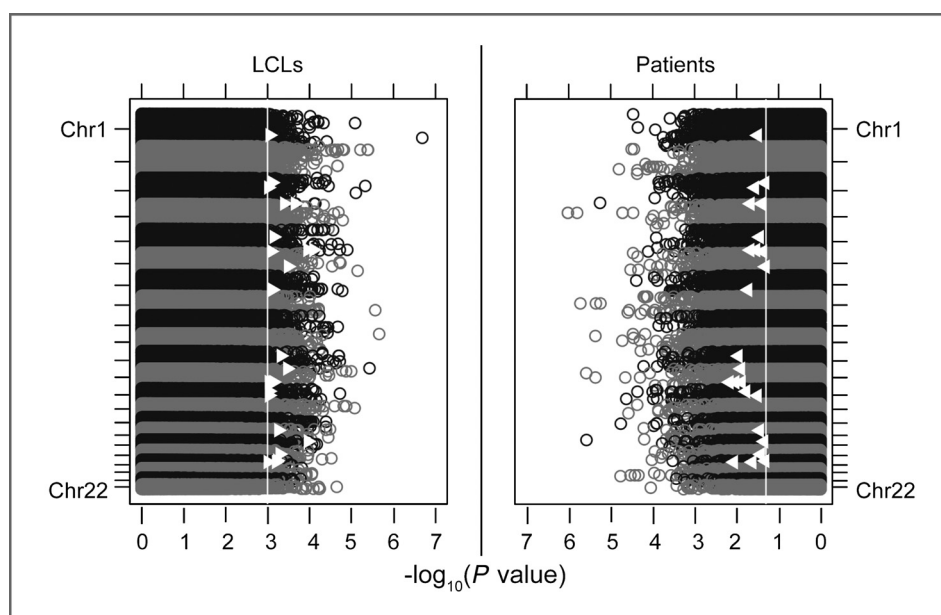 LCLs Patients
Chr1 Chr1
Chr22 Chr22
0 1 2 3 4 5 6 7 7 6 5 4 3 2 1 0
-log10(P value)